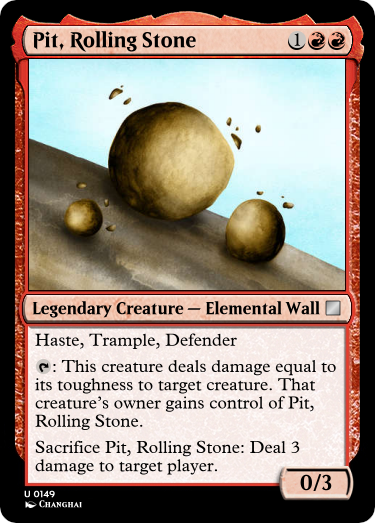 Pit, Rolling Stone 1
Legendary Creature — Elemental Wall
Haste, Trample, Defender
: This creature deals damage equal to
its toughness to target creature. That
creature's owner gains control of Pit,
Rolling Stone.
Sacrifice Pit, Rolling Stone: Deal 3
damage to target player.
0/3
U 0149
Changhai